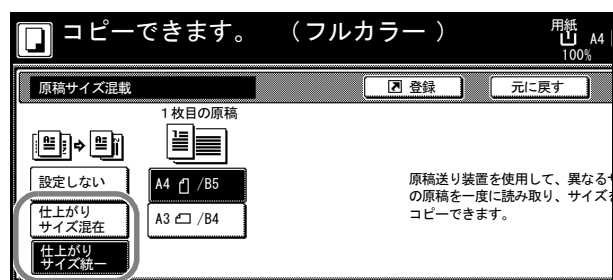 コピーできます。 （フルカラー ）
用紙
A4
100%
原稿サイズ混載
登録
元に戻す
1枚目の原稿
設定しない
A4 /B5
仕上がり
サイズ混在
A3 /B4
仕上がり
サイズ統一
原稿送り装置を使用して、異なる
の原稿を一度に読み取り、サイズ
コピーできます。